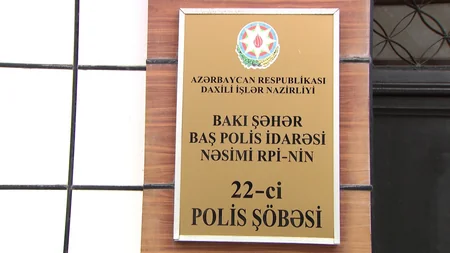 AZƏRBAYCAN RESPUBLİKASI
DAXİLİ İŞLƏR NAZİRLİYİ
BAKI ŞƏHƏR
BAŞ POLİS İDARƏSİ
NƏSİMİ RPİ-NİN
22-ci
POLİS ŞÖBƏSİ